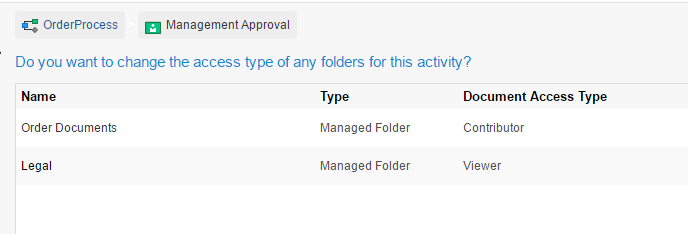 OrderProcess Management Approval
Do you want to change the access type of any folders for this activity?
Name Type Document Access Type
Order Documents Managed Folder Contributor
Legal Managed Folder Viewer